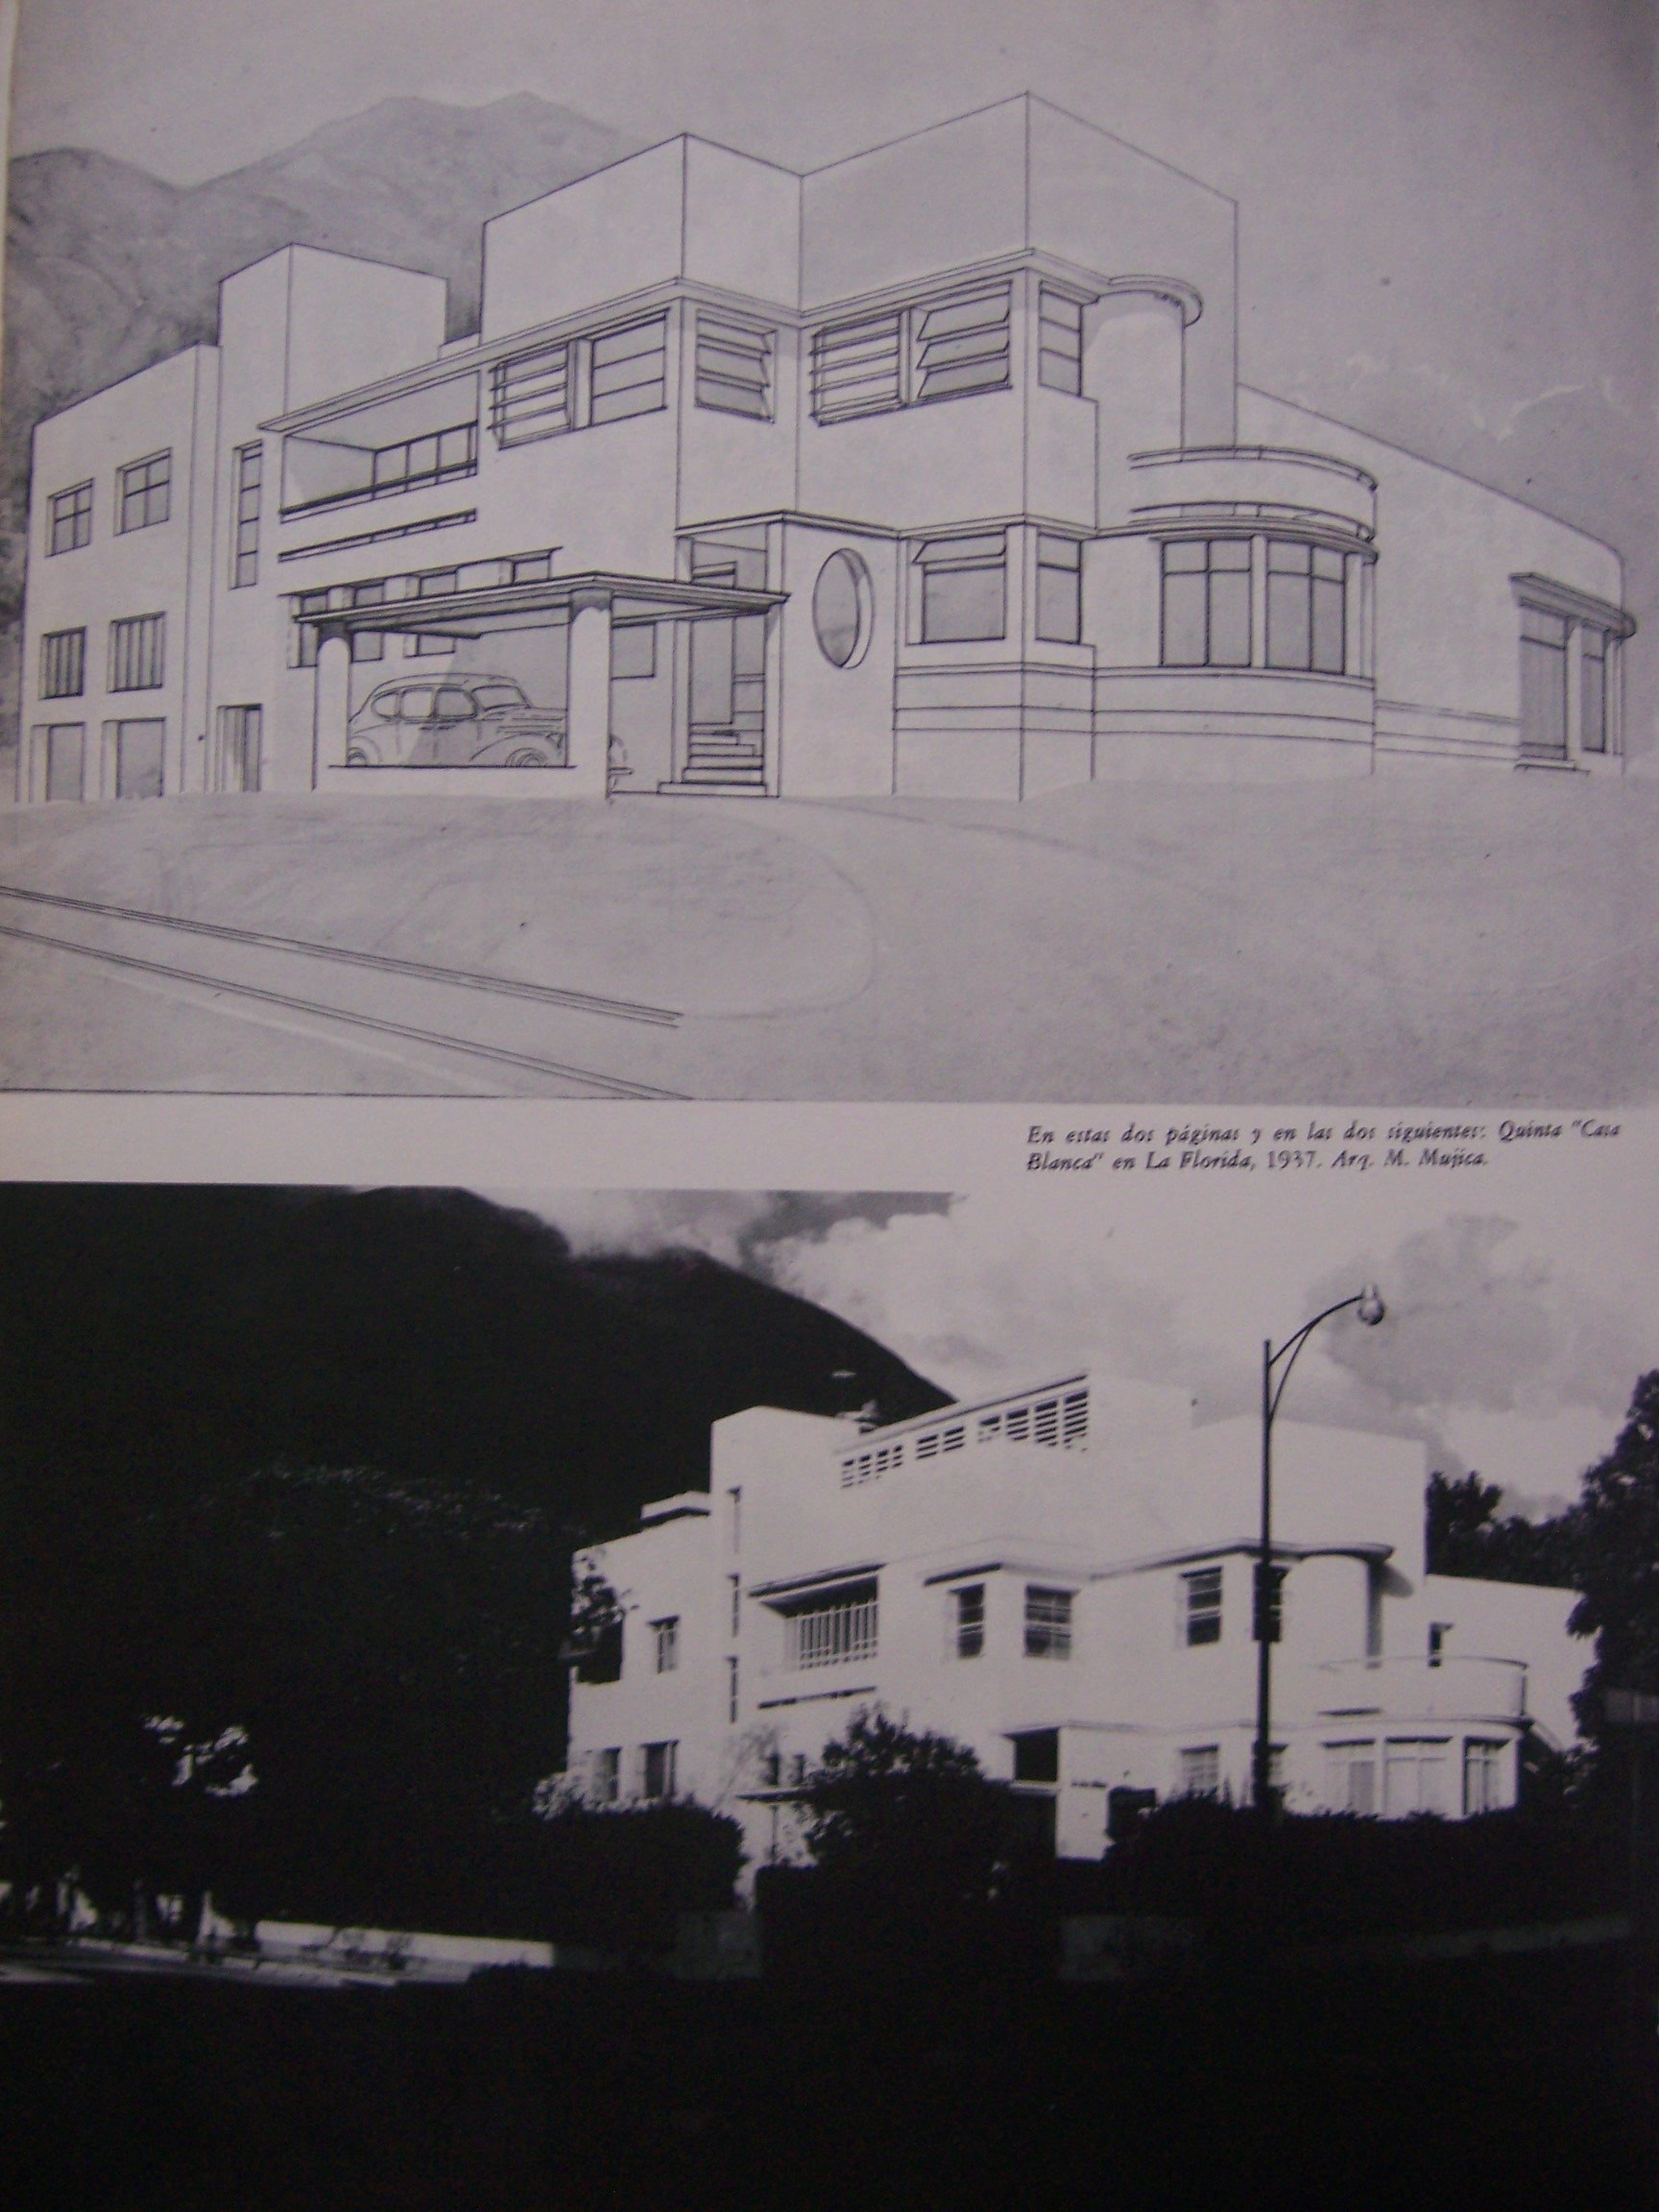 En estas dos páginas y en las dos siguientes: Quinta "Casa
Blanca" en La Florida, 1937. Arq. M. Mujica.